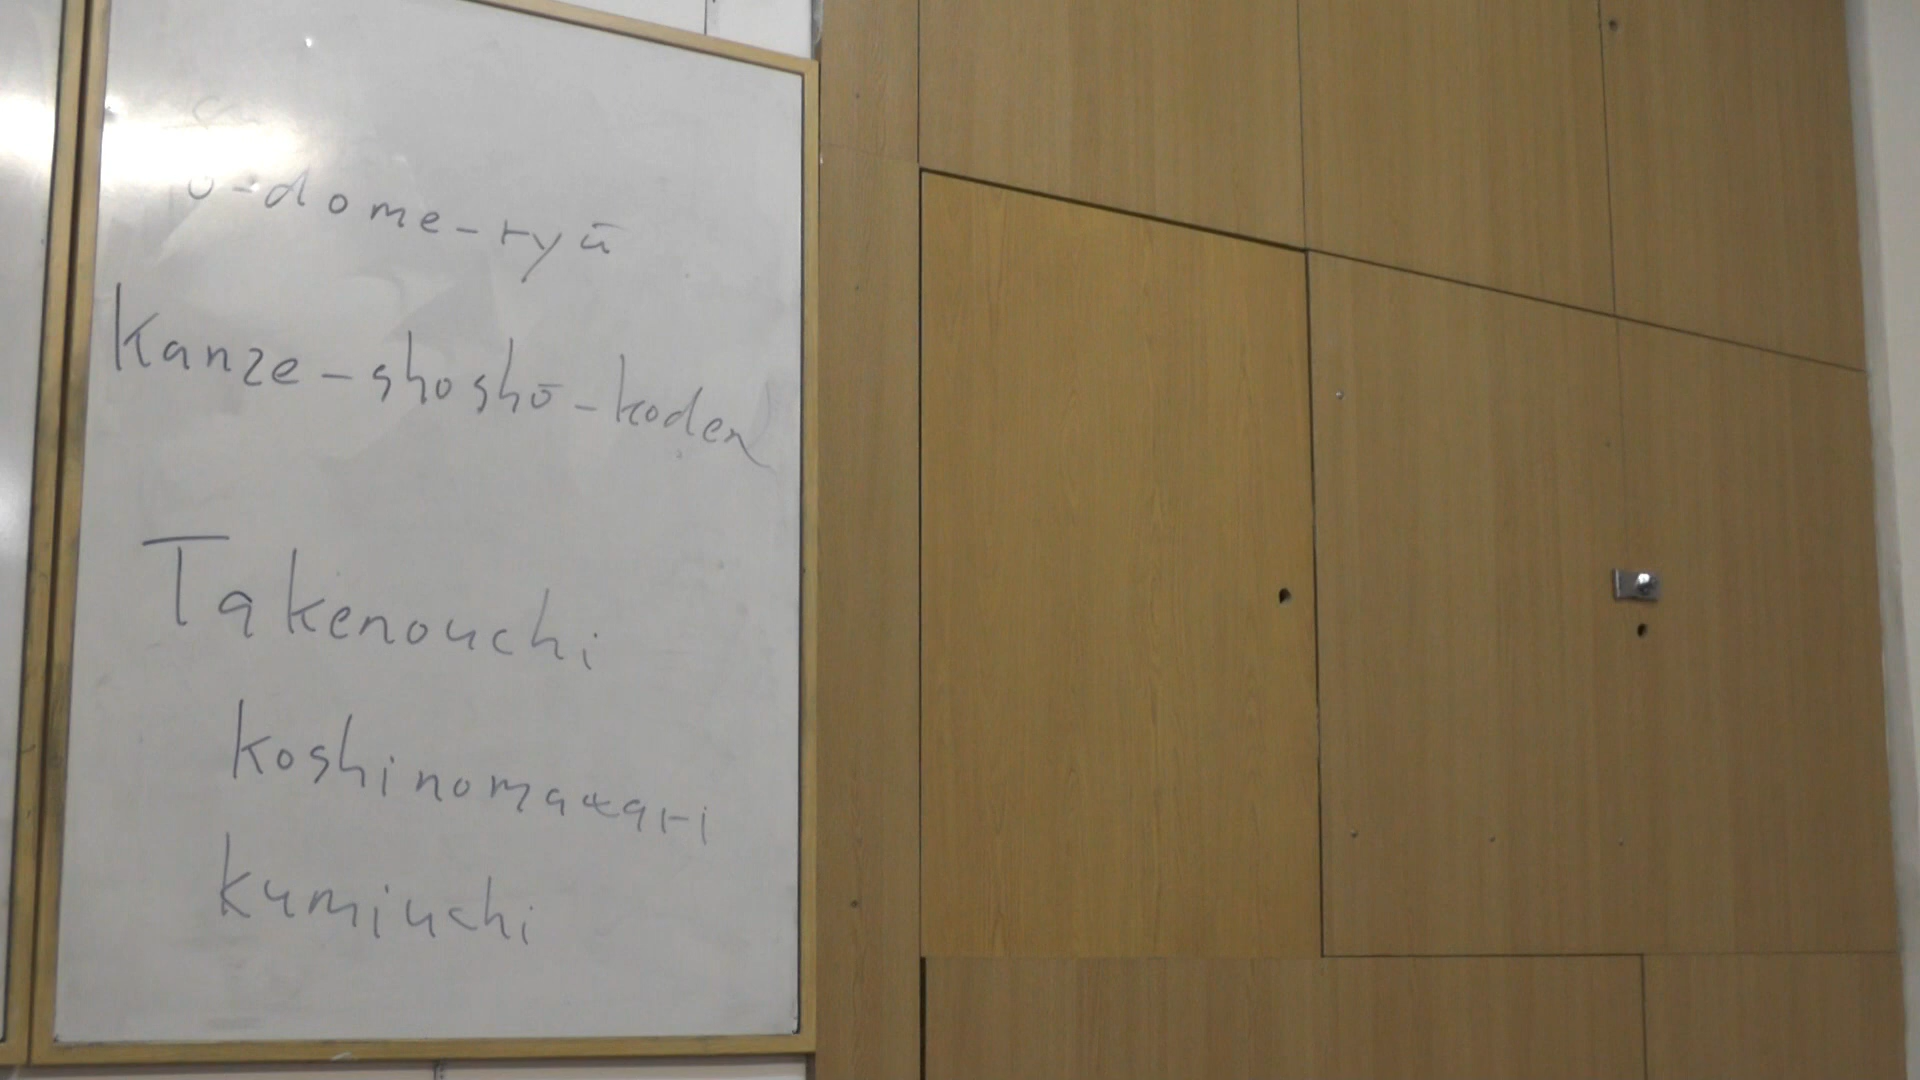 o-dome-ryū
Kanze-shoshō-koden
Takenouchi
koshinomawari
kumiuchi